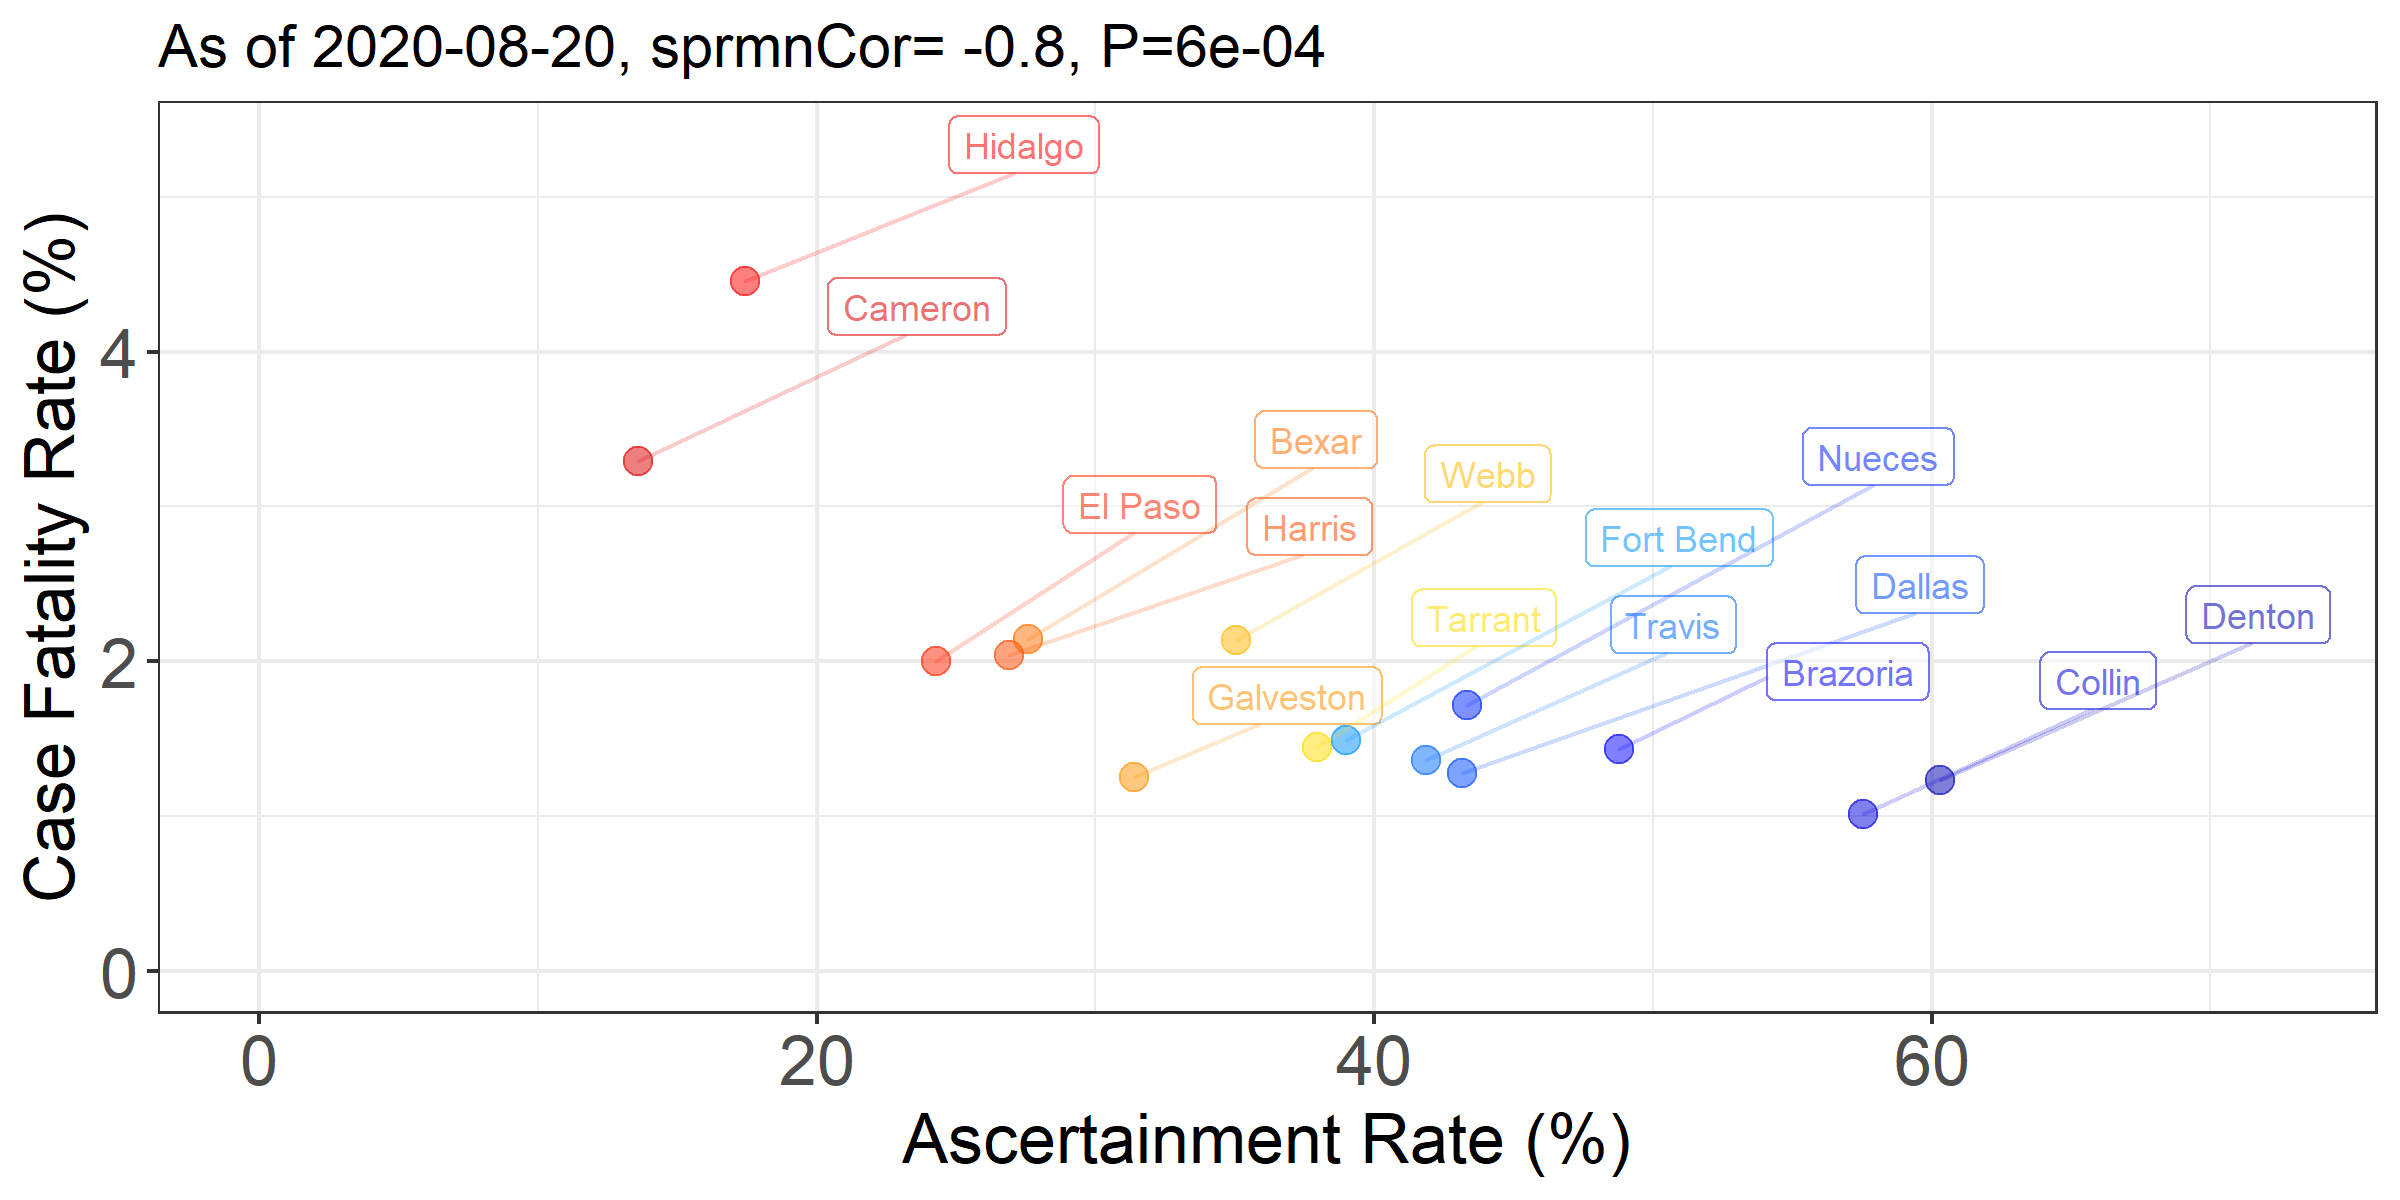 As of 2020-08-20, sprmnCor= -0.8, P=6e-04
Case Fatality Rate (%)
4
2
0
Hidalgo
Cameron
Bexar
Nueces
Webb
El Paso
Harris
Fort Bend
Dallas
Tarrant
Denton
Travis
Brazoria
Collin
Galveston
0
20
40
60
Ascertainment Rate (%)